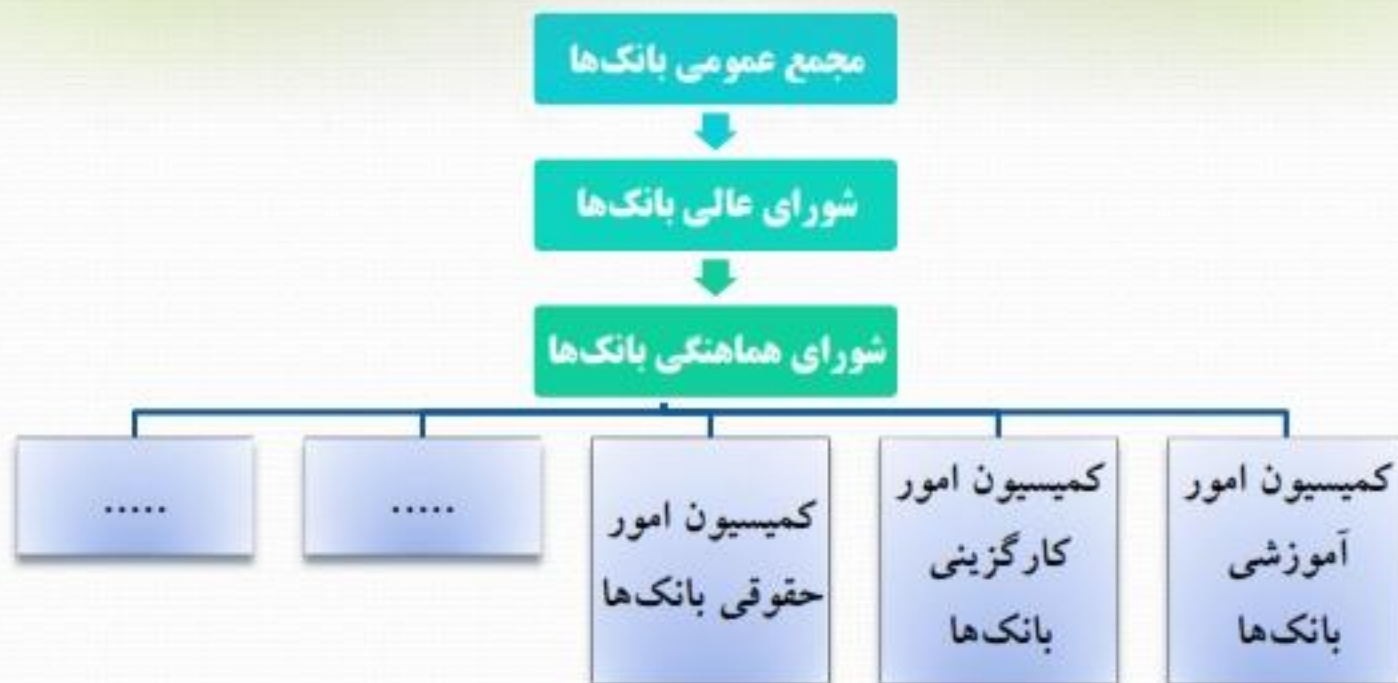 مجمع عمومی بانک‌ها
شورای عالی بانک‌ها
شورای هماهنگی بانک‌ها
کمیسیون امور
آموزشی
بانک‌ها
کمیسیون امور
کارگزینی
بانک‌ها
کمیسیون امور
حقوقی بانک‌ها
.....
.....